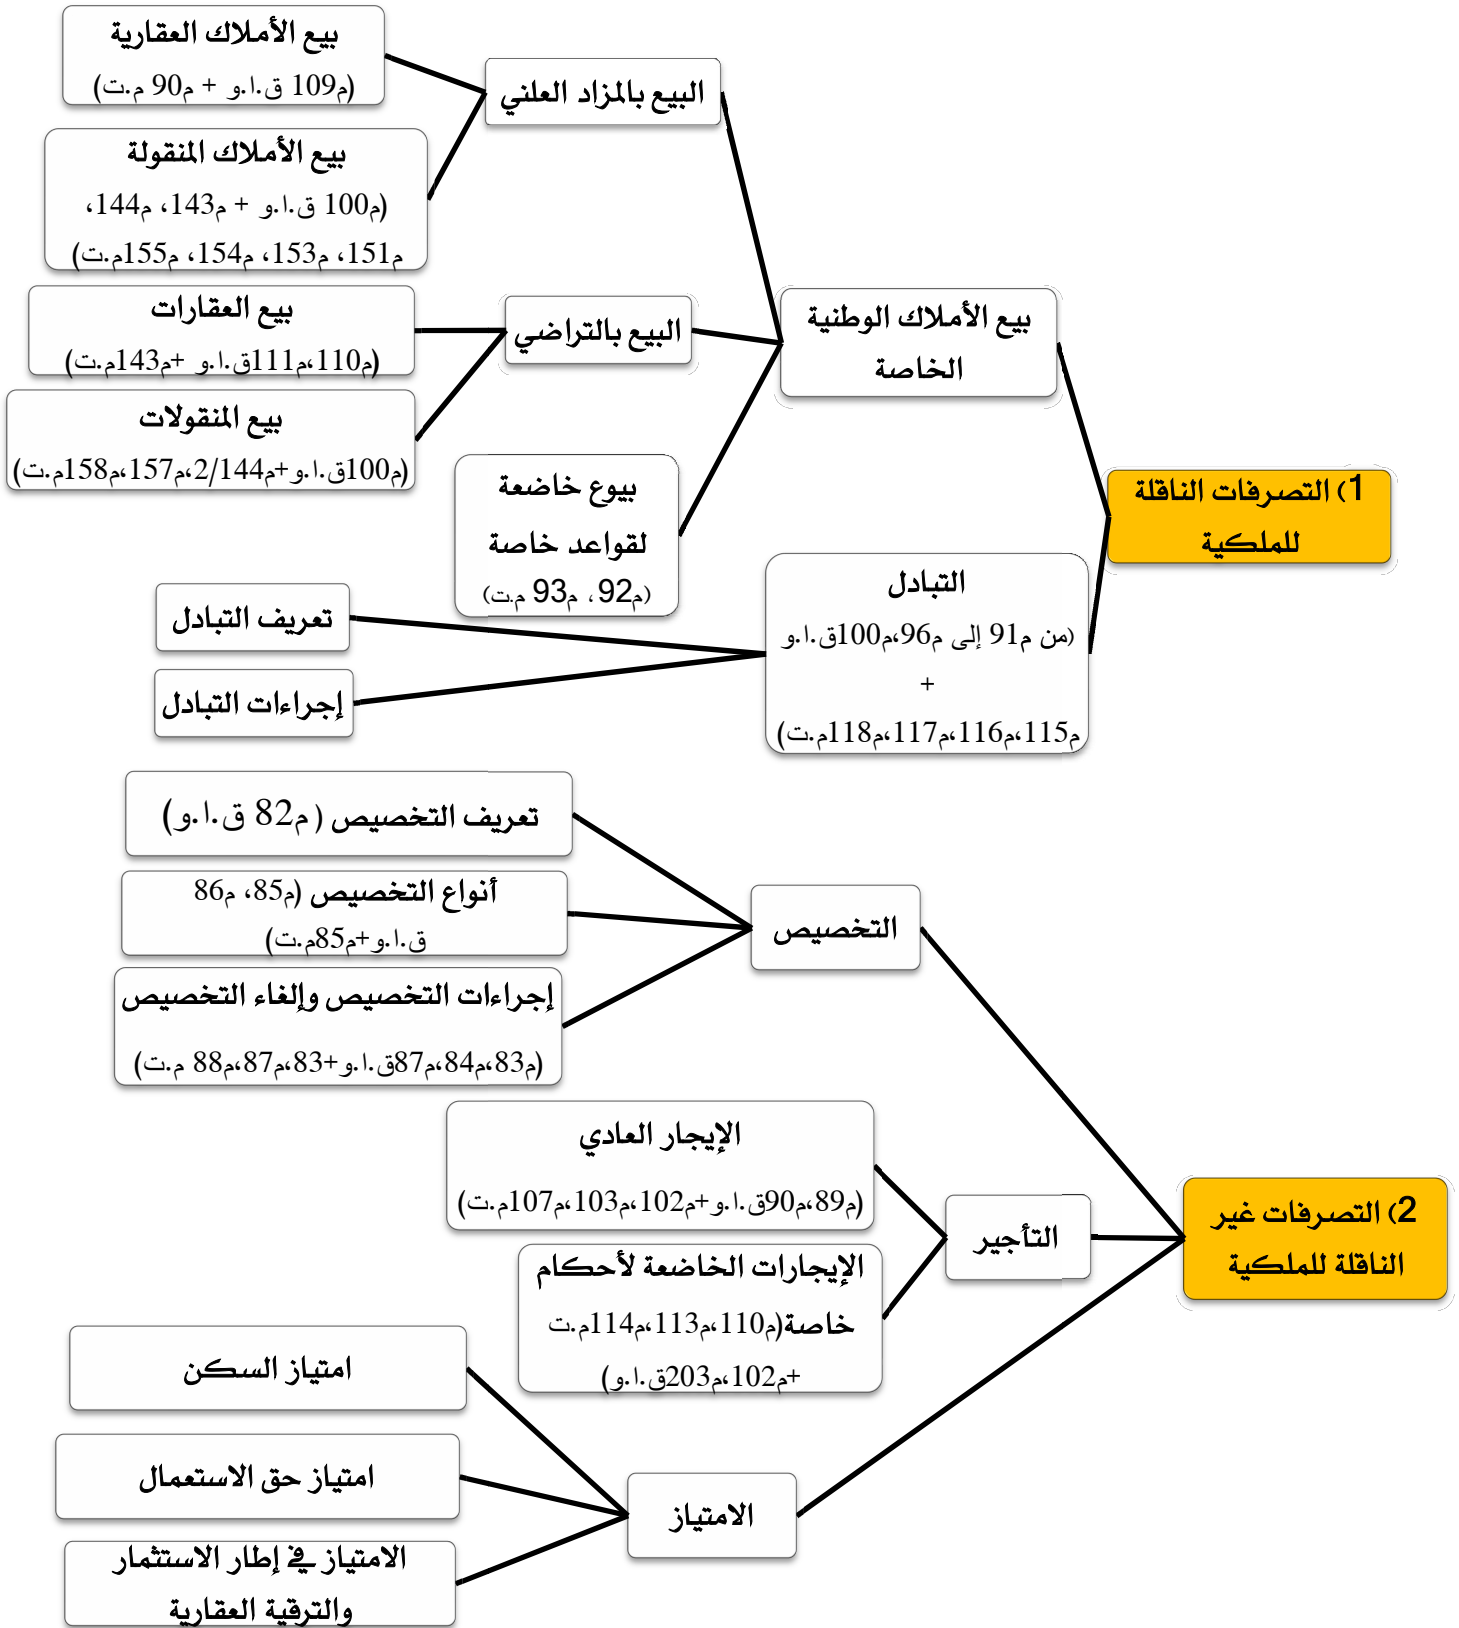 1) التصرفات الناقلة
للملكية
بيع الأملاك الوطنية
الخاصة
البيع بالمزاد العلني
بيع الأملاك العقارية
(م109 ق.ا.و + م90 م.ت)
بيع الأملاك المنقولة
(م100 ق.ا.و + م143، م144،
م151، م153، م154، م155م.ت)
البيع بالتراضي
بيع العقارات
(م110،م111ق.ا.و +م143م.ت)
بيع المنقولات
(م100ق.ا.و+م2/144،م157،م158م.ت)
بيوع خاضعة
لقواعد خاصة
(م92، م93 م.ت)
التبادل
(من م91 إلى م96،م100ق.ا.و
+
م115،م116،م117،م118م.ت)
تعريف التبادل
إجراءات التبادل
2) التصرفات غير
الناقلة للملكية
التخصيص
تعريف التخصيص (م82 ق.ا.و)
أنواع التخصيص (م85، م86
ق.ا.و+م85م.ت)
إجراءات التخصيص وإلغاء التخصيص
(م83،م84،م87ق.ا.و+83،م87،م88 م.ت)
التأجير
الإيجار العادي
(م89،م90ق.ا.و+م102،م103،م107م.ت)
الإيجارات الخاضعة لأحكام
خاصة(م110،م113،م114م.ت
+م102،م203ق.ا.و)
الامتياز
امتياز السكن
امتياز حق الاستعمال
الامتياز في إطار الاستثمار
والترقية العقارية